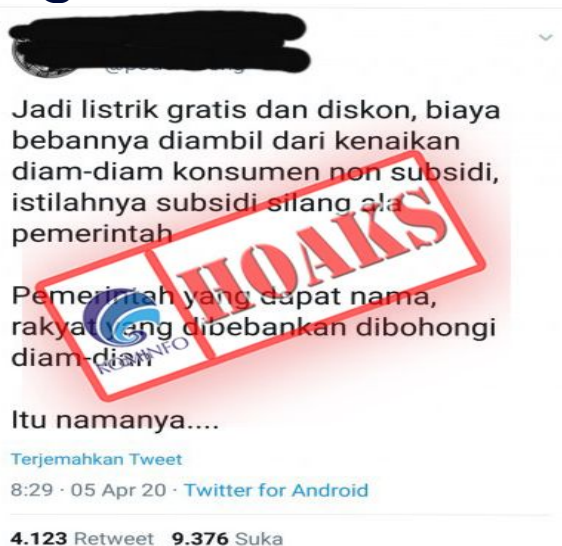 Jadi listrik gratis dan diskon, biaya
bebannya diambil dari kenaikan
diam-diam konsumen non subsidi,
istilahnya subsidi silang ala
pemerintah
HOAKS
KOMINFO
Pemerintah yang dapat nama,
rakyat yang dibebankan dibohongi
diam-diam
Itu namanya....
Terjemahkan Tweet
8:29 · 05 Apr 20 · Twitter for Android
4.123 Retweet 9.376 Suka